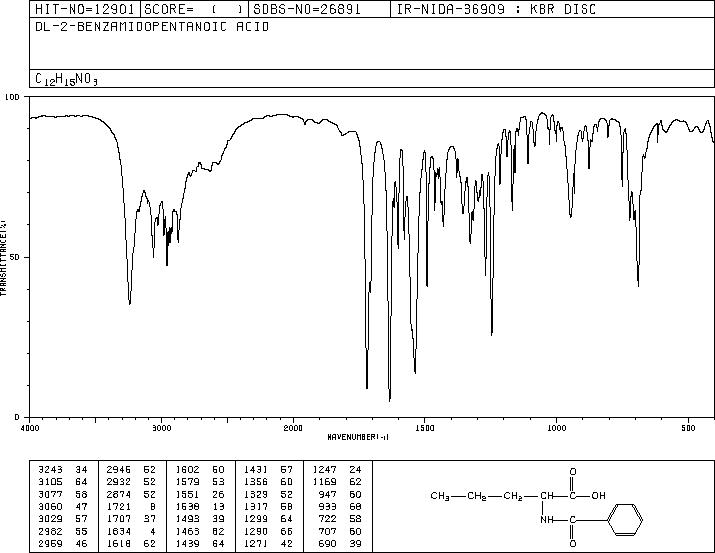 HIT-NO=12901 SCORE= ( ) SDBS-NO=26891 IR-NIDA-36909 : KBR DISC
DL-2-BENZAMIDOPENTANOIC ACID
C12H15NO3
100
50
0
TRANSMITTANCE(%)
4000 3000 2000 1500 1000 500
WAVENUMBER(-1)
3243 34 2946 52 1602 50 1431 57 1247 24
3105 64 2932 52 1579 53 1356 60 1169 62
3077 58 2874 52 1551 26 1329 52 947 60
3060 47 1721 8 1538 13 1317 58 933 68
3029 57 1707 37 1493 39 1299 64 722 58
2982 55 1634 4 1463 62 1290 66 707 60
2959 46 1618 62 1439 64 1271 42 690 39
O
CH3—CH2—CH2—CH—C—OH
NH—C
O